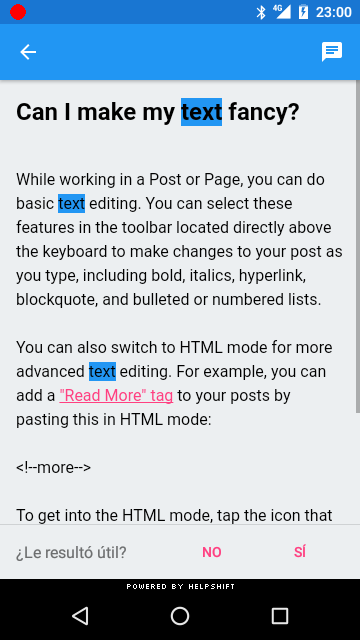 4G 23:00
Can I make my text fancy?
While working in a Post or Page, you can do
basic text editing. You can select these
features in the toolbar located directly above
the keyboard to make changes to your post as
you type, including bold, italics, hyperlink,
blockquote, and bulleted or numbered lists.
You can also switch to HTML mode for more
advanced text editing. For example, you can
add a "Read More" tag to your posts by
pasting this in HTML mode:
<!--more-->
To get into the HTML mode, tap the icon that
¿Le resultó útil? NO SÍ
POWERED BY HELPSHIFT